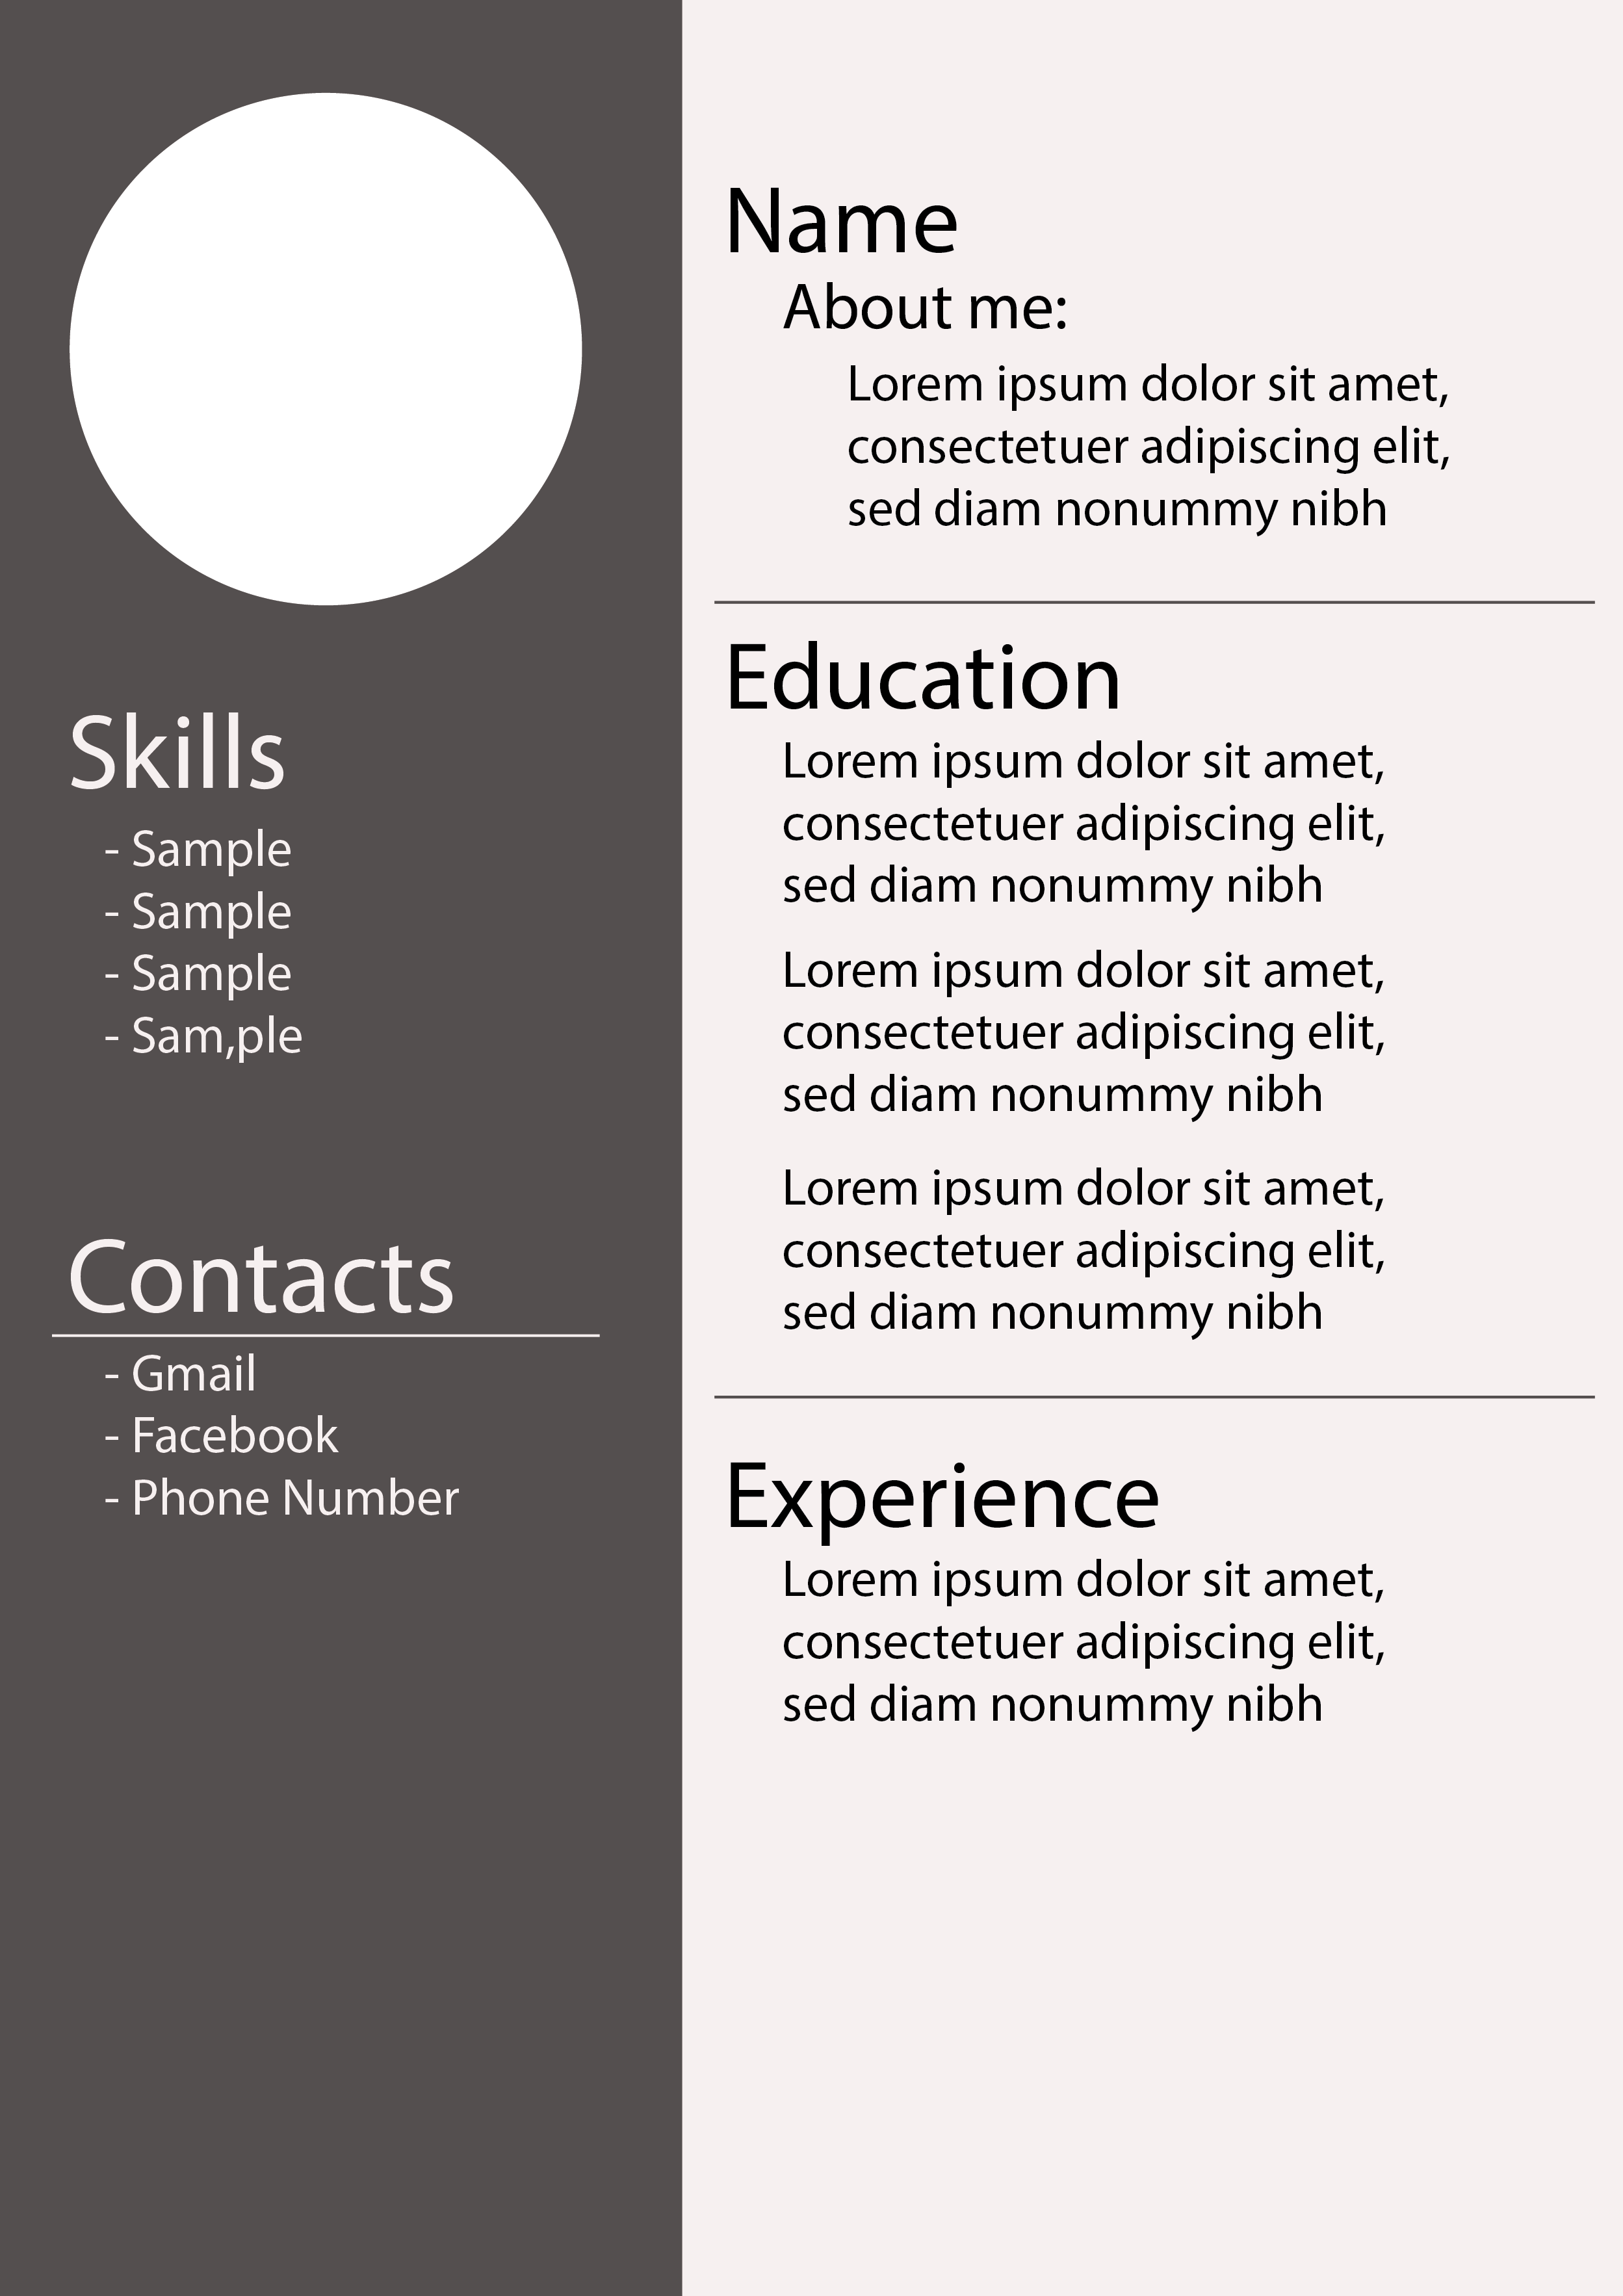 Skills
- Sample
- Sample
- Sample
- Sam,ple
Contacts
- Gmail
- Facebook
- Phone Number
Name
About me:
Lorem ipsum dolor sit amet,
consectetuer adipiscing elit,
sed diam nonummy nibh
Education
Lorem ipsum dolor sit amet,
consectetuer adipiscing elit,
sed diam nonummy nibh
Lorem ipsum dolor sit amet,
consectetuer adipiscing elit,
sed diam nonummy nibh
Lorem ipsum dolor sit amet,
consectetuer adipiscing elit,
sed diam nonummy nibh
Experience
Lorem ipsum dolor sit amet,
consectetuer adipiscing elit,
sed diam nonummy nibh